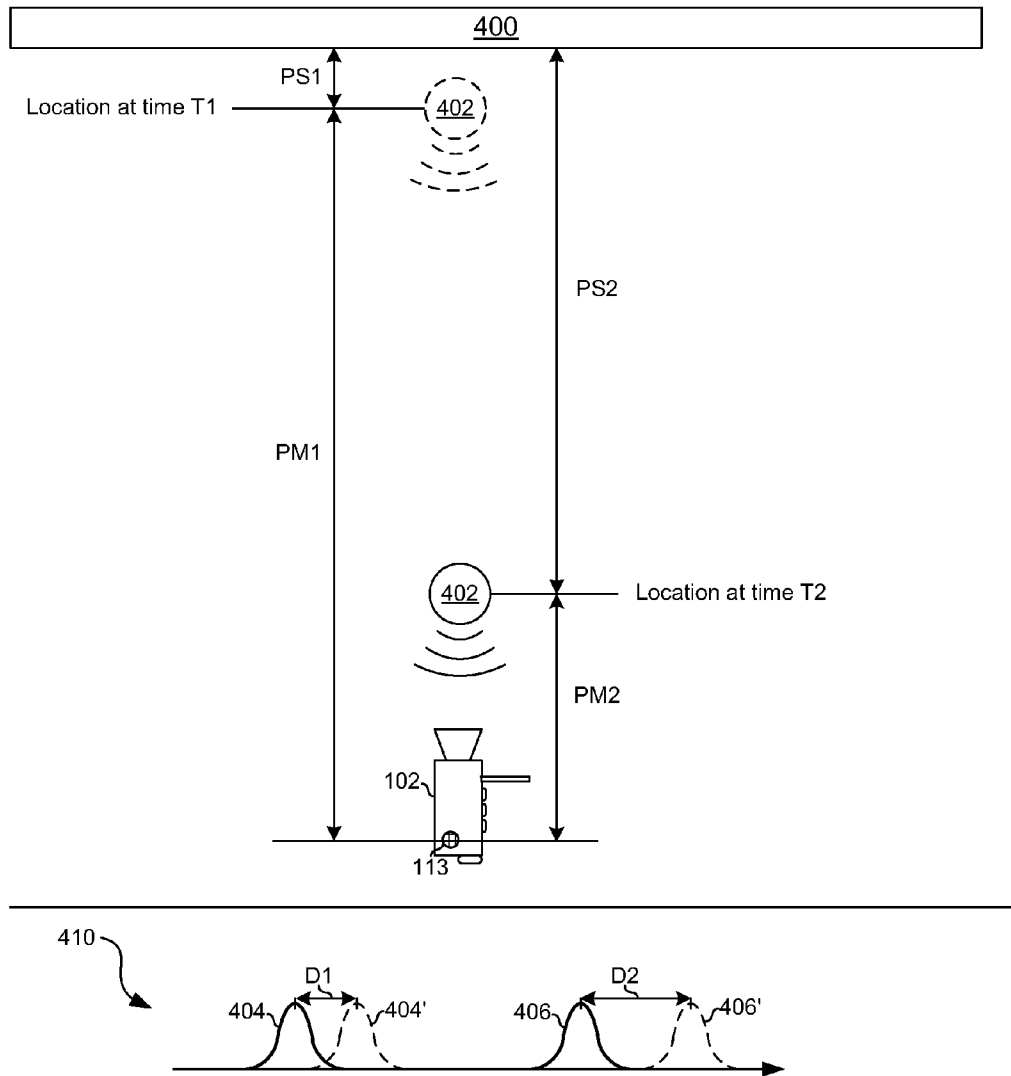 400
PS1
Location at time T1
402
PS2
PM1
402
Location at time T2
PM2
102
113
410
D1
D2
404
404'
406
406'